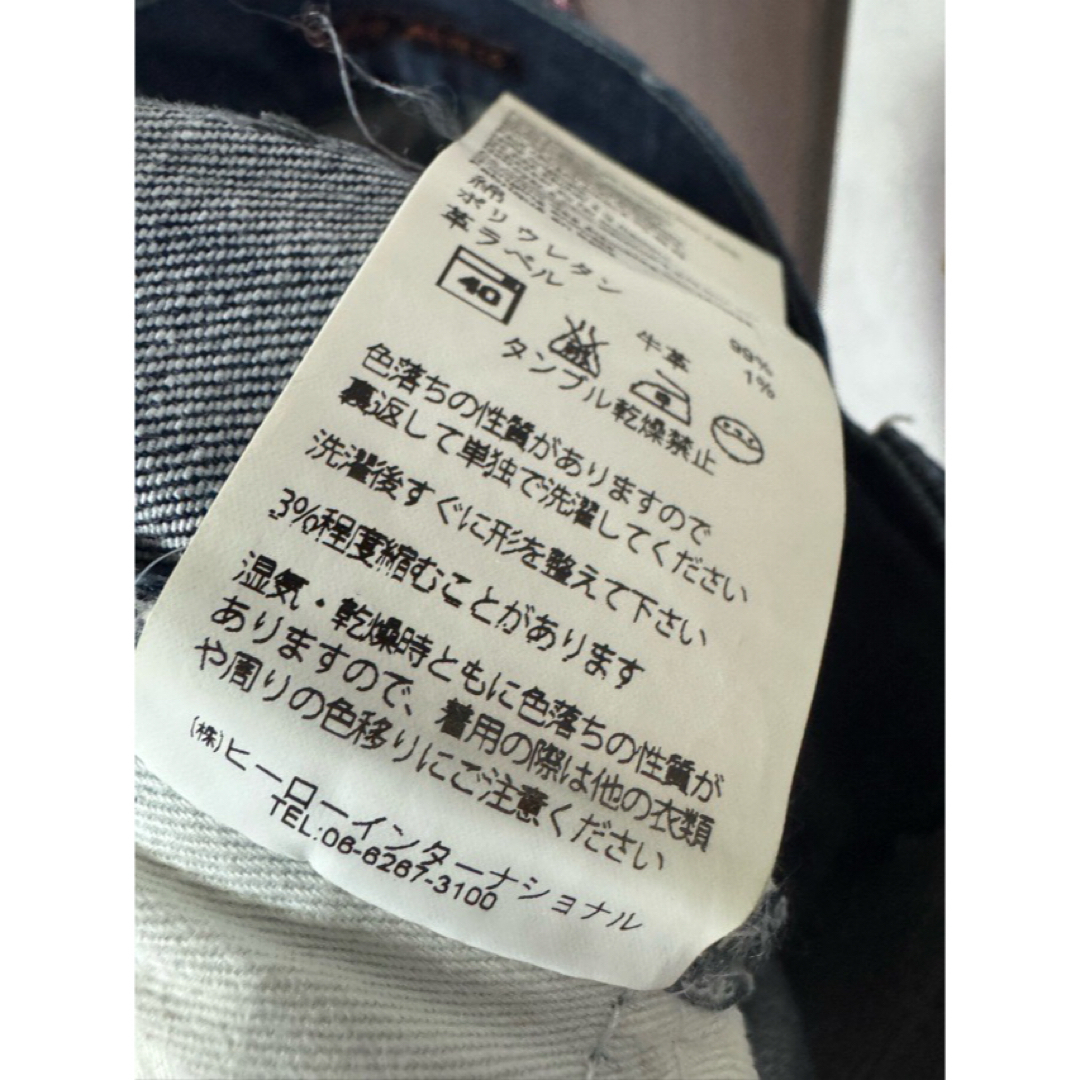 綿 99%
ポリウレタン 1%
革ラベル 牛革
40
タンブル乾燥禁止
色落ちの性質がありますので
裏返して単独で洗濯してください
洗濯後すぐに形を整えて下さい
3%程度縮むことがあります
湿気・乾燥時ともに色落ちの性質が
ありますので、着用の際は他の衣類
や周りの色移りにご注意ください
(株)ヒーローインターナショナル
TEL:06-6267-3100